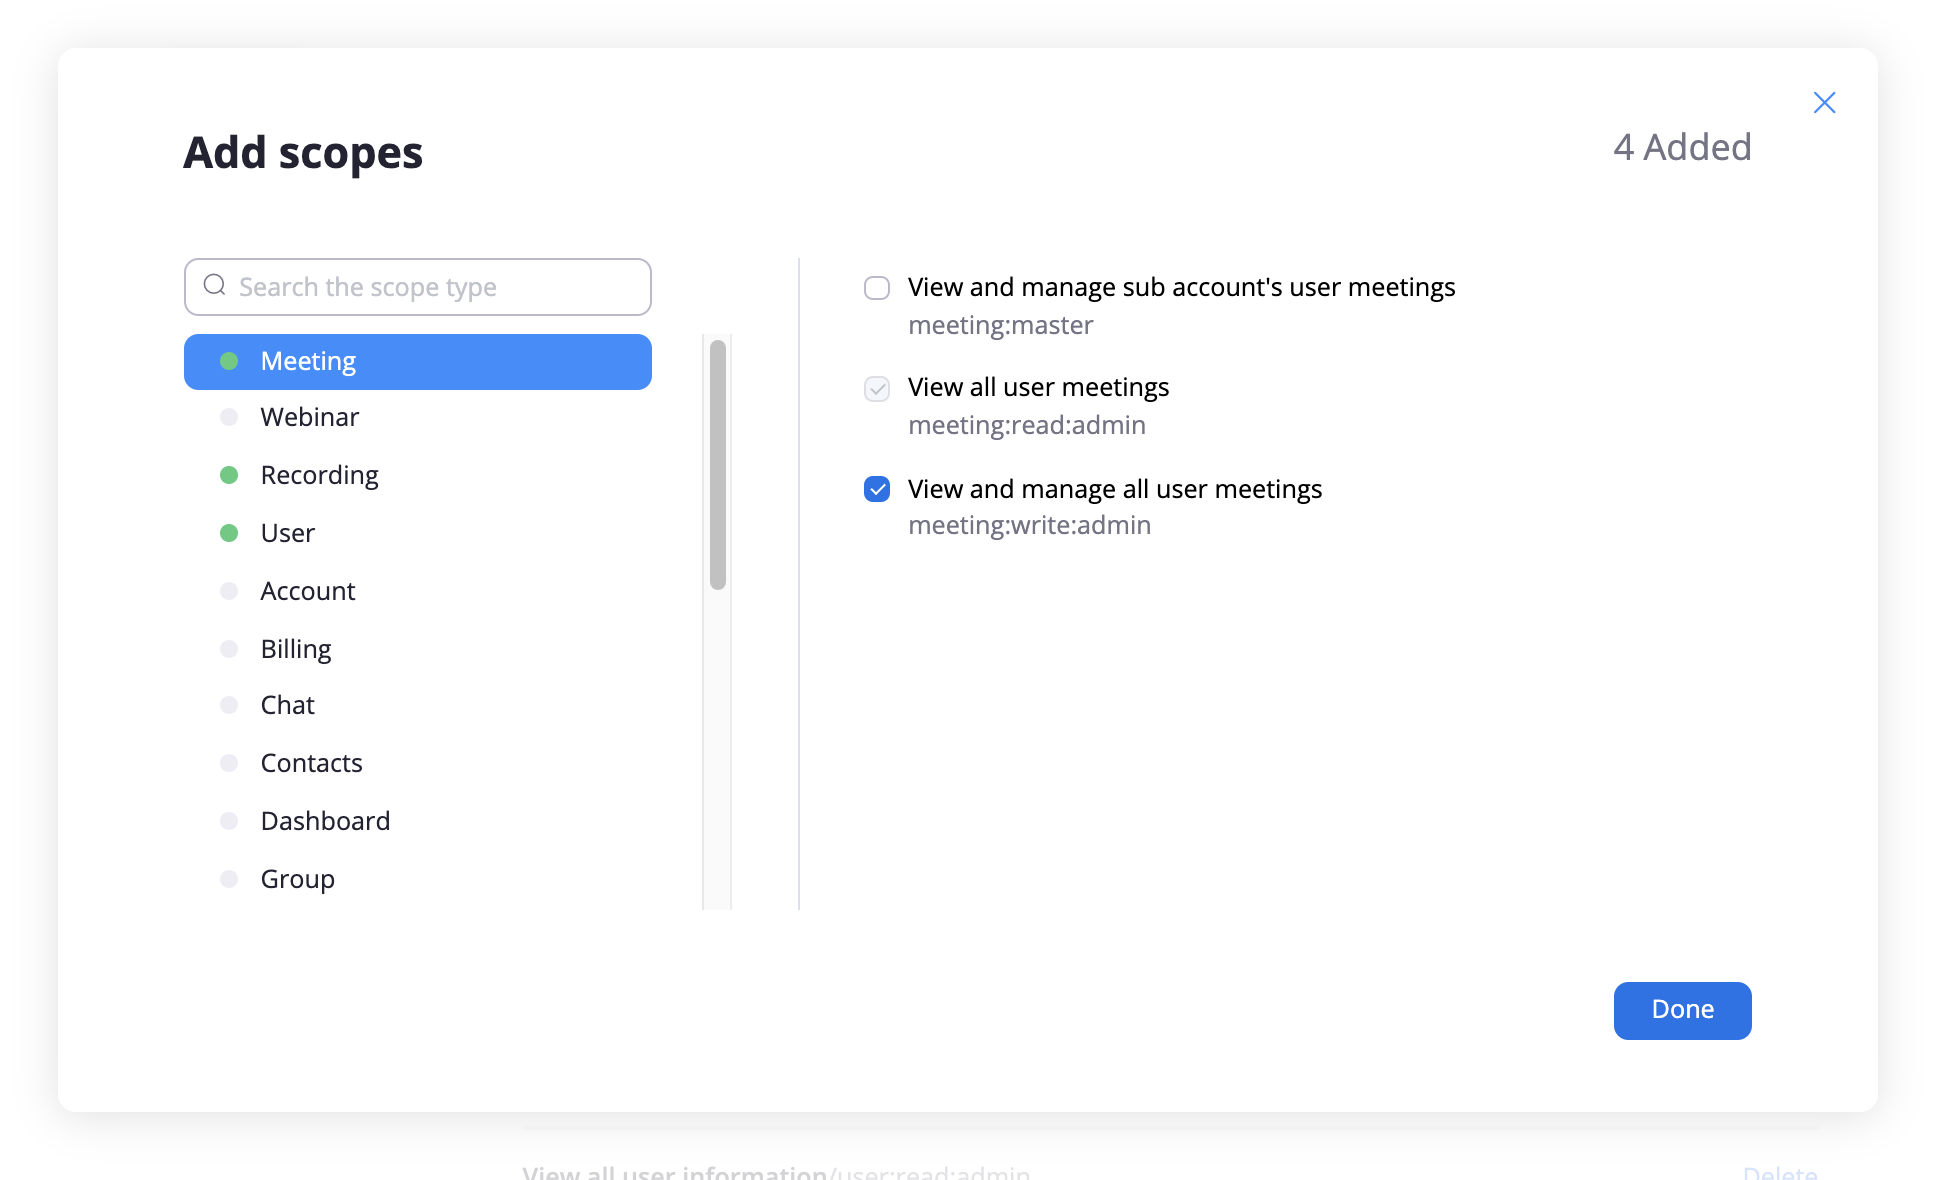 Add scopes
4 Added
Search the scope type
Meeting
Webinar
Recording
User
Account
Billing
Chat
Contacts
Dashboard
Group
View and manage sub account's user meetings
meeting:master
View all user meetings
meeting:read:admin
View and manage all user meetings
meeting:write:admin
Done
View all user information/user:read:admin
Delete